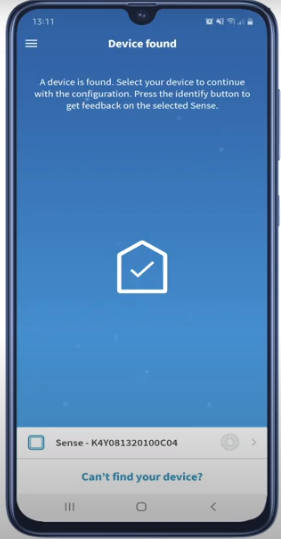 13:11
Device found
A device is found. Select your device to continue
with the configuration. Press the identify button to
get feedback on the selected Sense.
Sense - K4Y081320100C04
Can't find your device?